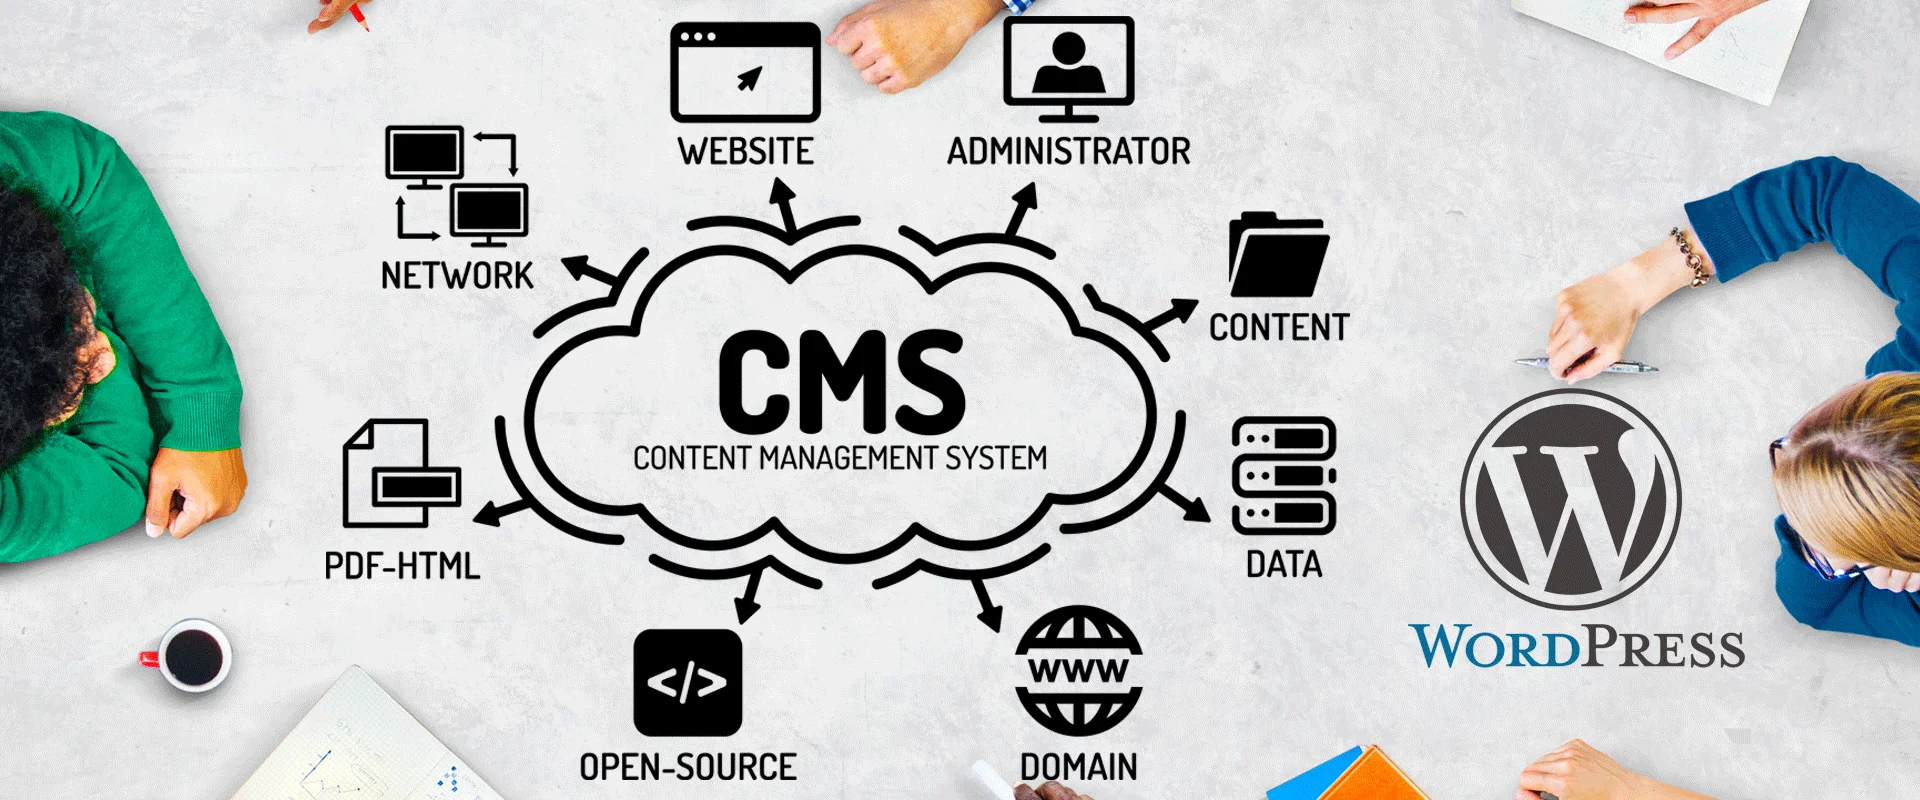 WEBSITE
ADMINISTRATOR
NETWORK
CONTENT
CMS
CONTENT MANAGEMENT SYSTEM
DATA
PDF-HTML
WORDPRESS
WWW
OPEN-SOURCE
DOMAIN